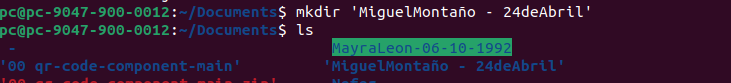 pc@pc-9047-900-0012:~/Documents$ mkdir 'MiguelMontaño - 24deAbril'
pc@pc-9047-900-0012:~/Documents$ ls
- MayraLeon-06-10-1992
'00 qr-code-component-main' 'MiguelMontaño - 24deAbril'